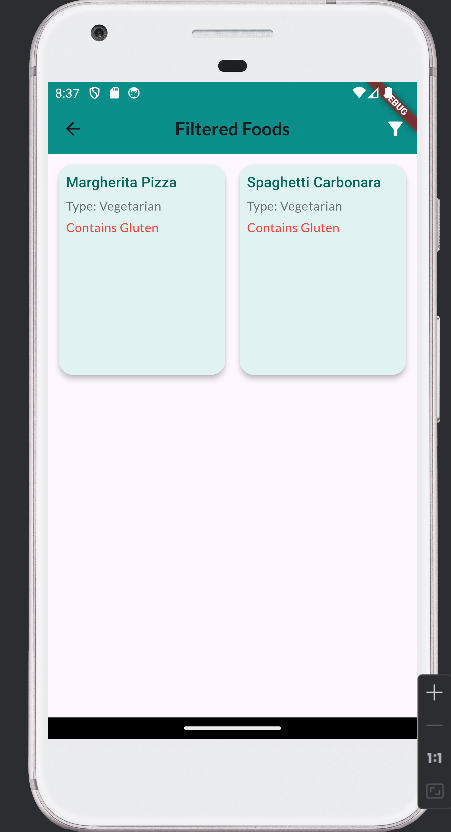 8:37
DEBUG
Filtered Foods
Margherita Pizza
Type: Vegetarian
Contains Gluten
Spaghetti Carbonara
Type: Vegetarian
Contains Gluten
1:1